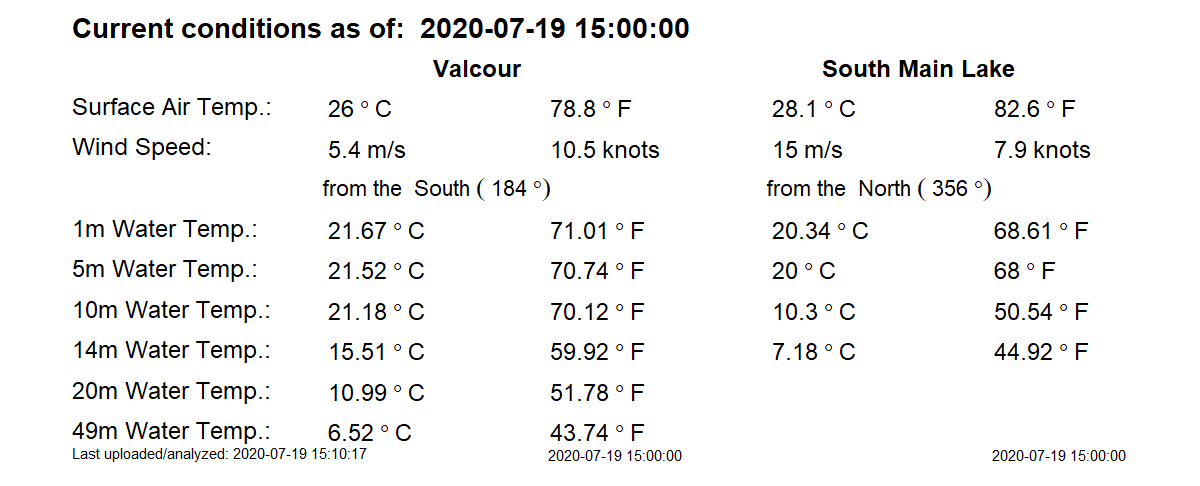 Current conditions as of: 2020-07-19 15:00:00
Valcour South Main Lake
Surface Air Temp.: 26 ° C 78.8 ° F 28.1 ° C 82.6 ° F
Wind Speed: 5.4 m/s 10.5 knots 15 m/s 7.9 knots
from the South ( 184 °) from the North ( 356 °)
1m Water Temp.: 21.67 ° C 71.01 ° F 20.34 ° C 68.61 ° F
5m Water Temp.: 21.52 ° C 70.74 ° F 20 ° C 68 ° F
10m Water Temp.: 21.18 ° C 70.12 ° F 10.3 ° C 50.54 ° F
14m Water Temp.: 15.51 ° C 59.92 ° F 7.18 ° C 44.92 ° F
20m Water Temp.: 10.99 ° C 51.78 ° F
49m Water Temp.: 6.52 ° C 43.74 ° F
Last uploaded/analyzed: 2020-07-19 15:10:17 2020-07-19 15:00:00 2020-07-19 15:00:00